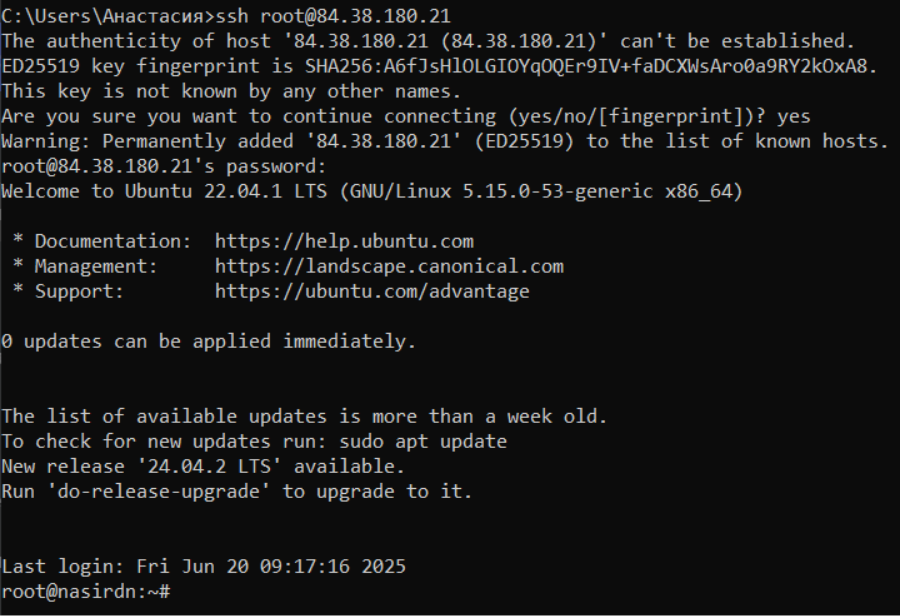 C:\Users\Анастасия>ssh root@84.38.180.21
The authenticity of host '84.38.180.21 (84.38.180.21)' can't be established.
ED25519 key fingerprint is SHA256:A6fJsHlOLGIOYqOQEr9IV+faDCXWsAro0a9RY2kOxA8.
This key is not known by any other names.
Are you sure you want to continue connecting (yes/no/[fingerprint])? yes
Warning: Permanently added '84.38.180.21' (ED25519) to the list of known hosts.
root@84.38.180.21's password:
Welcome to Ubuntu 22.04.1 LTS (GNU/Linux 5.15.0-53-generic x86_64)
* Documentation:  https://help.ubuntu.com
* Management:     https://landscape.canonical.com
* Support:        https://ubuntu.com/advantage
0 updates can be applied immediately.
The list of available updates is more than a week old.
To check for new updates run: sudo apt update
New release '24.04.2 LTS' available.
Run 'do-release-upgrade' to upgrade to it.
Last login: Fri Jun 20 09:17:16 2025
root@nasirdn:~#